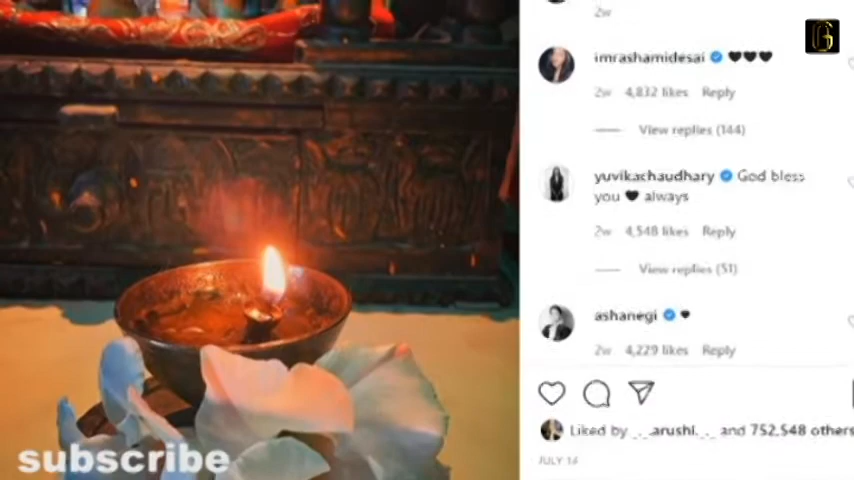 2w
imrashamidesai
2w 4,832 likes Reply
View replies (144)
yuvikachaudhary God bless
you 🖤 always
2w 4,548 likes Reply
View replies (51)
ashanegi
2w 4,229 likes Reply
Liked by _._.arushi._._ and 752,548 others
JULY 14
subscribe
G